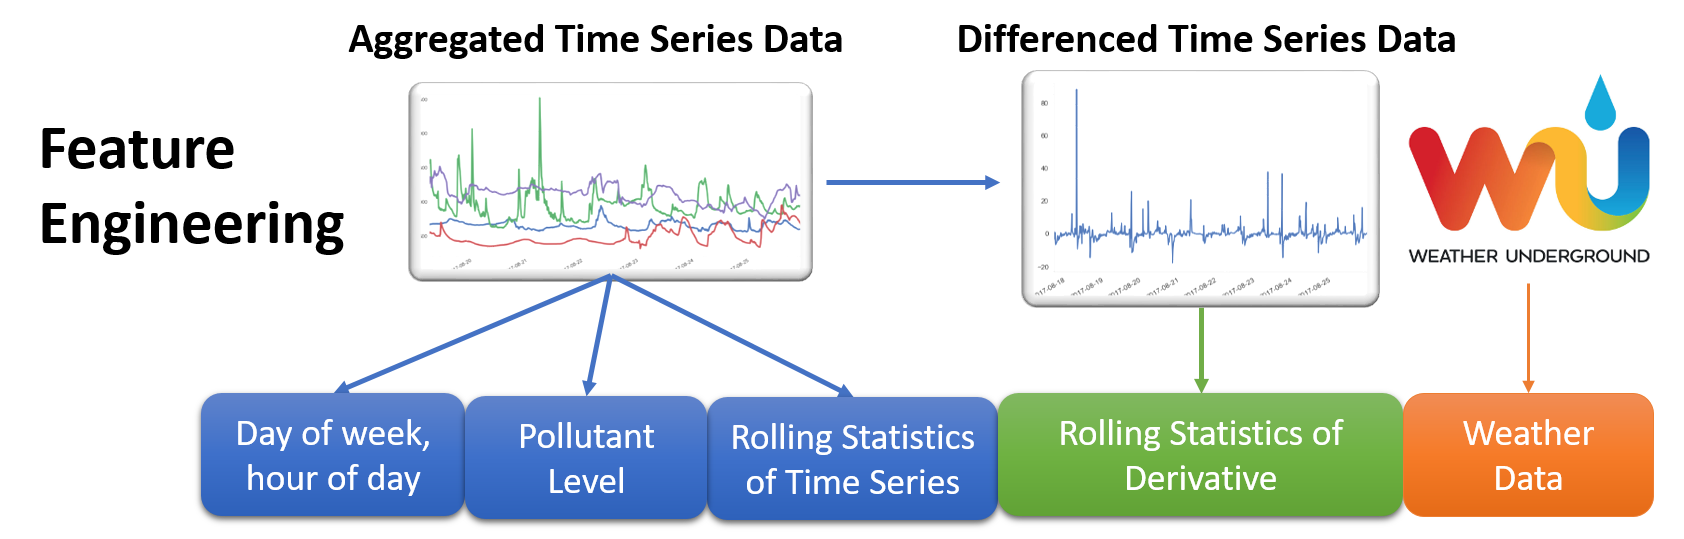 Aggregated Time Series Data
Differenced Time Series Data
Feature
Engineering
80
60
40
20
0
-20
2017-08-19
2017-08-20
2017-08-21
2017-08-22
2017-08-23
2017-08-24
2017-08-25
WEATHER UNDERGROUND
Day of week,
hour of day
Pollutant
Level
Rolling Statistics
of Time Series
Rolling Statistics of
Derivative
Weather
Data